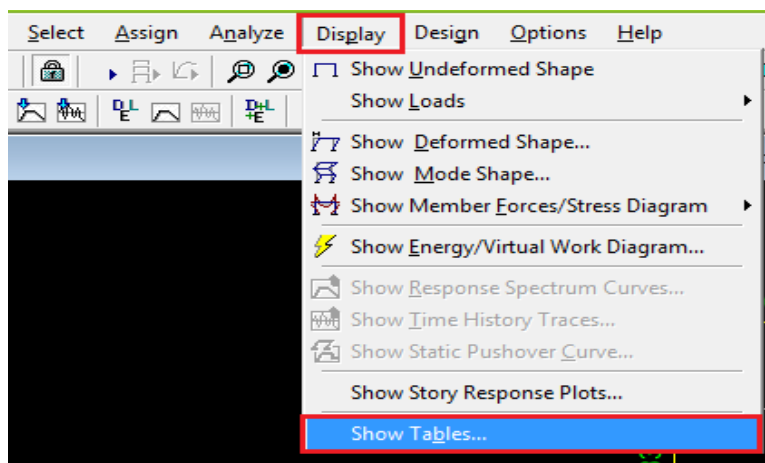 Select Assign Analyze Display Design Options Help
Show Undeformed Shape
Show Loads
Show Deformed Shape...
Show Mode Shape...
Show Member Forces/Stress Diagram
Show Energy/Virtual Work Diagram...
Show Response Spectrum Curves...
Show Time History Traces...
Show Static Pushover Curve...
Show Story Response Plots...
Show Tables...